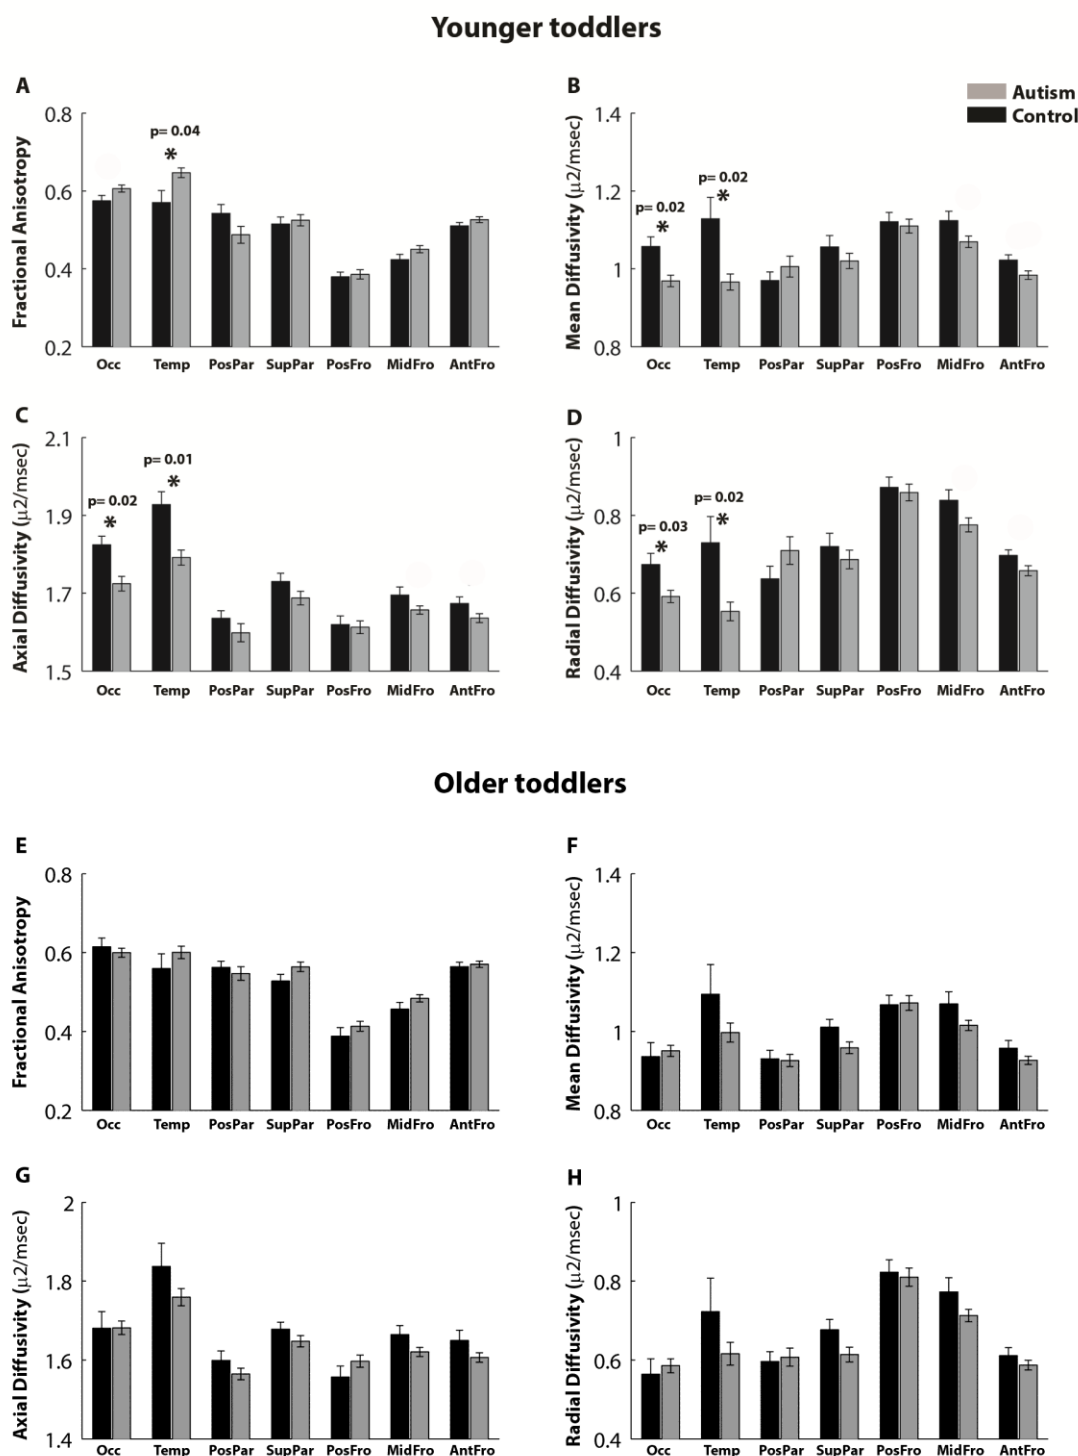 Younger toddlers
A
B
Autism
Control
Fractional Anisotropy
0.8
0.6
0.4
0.2
p= 0.04
*
Occ Temp PosPar SupPar PosFro MidFro AntFro
Mean Diffusivity (μ2/msec)
1.4
1.2
1
0.8
p= 0.02
*
p= 0.02
*
Occ Temp PosPar SupPar PosFro MidFro AntFro
C
D
Axial Diffusivity (μ2/msec)
2.1
1.9
1.7
1.5
p= 0.02
*
p= 0.01
*
Occ Temp PosPar SupPar PosFro MidFro AntFro
Radial Diffusivity (μ2/msec)
1
0.8
0.6
0.4
p= 0.03
*
p= 0.02
*
Occ Temp PosPar SupPar PosFro MidFro AntFro
Older toddlers
E
F
Fractional Anisotropy
0.8
0.6
0.4
0.2
Occ Temp PosPar SupPar PosFro MidFro AntFro
Mean Diffusivity (μ2/msec)
1.4
1.2
1
0.8
Occ Temp PosPar SupPar PosFro MidFro AntFro
G
H
Axial Diffusivity (μ2/msec)
2
1.8
1.6
1.4
Occ Temp PosPar SupPar PosFro MidFro AntFro
Radial Diffusivity (μ2/msec)
1
0.8
0.6
0.4
Occ Temp PosPar SupPar PosFro MidFro AntFro